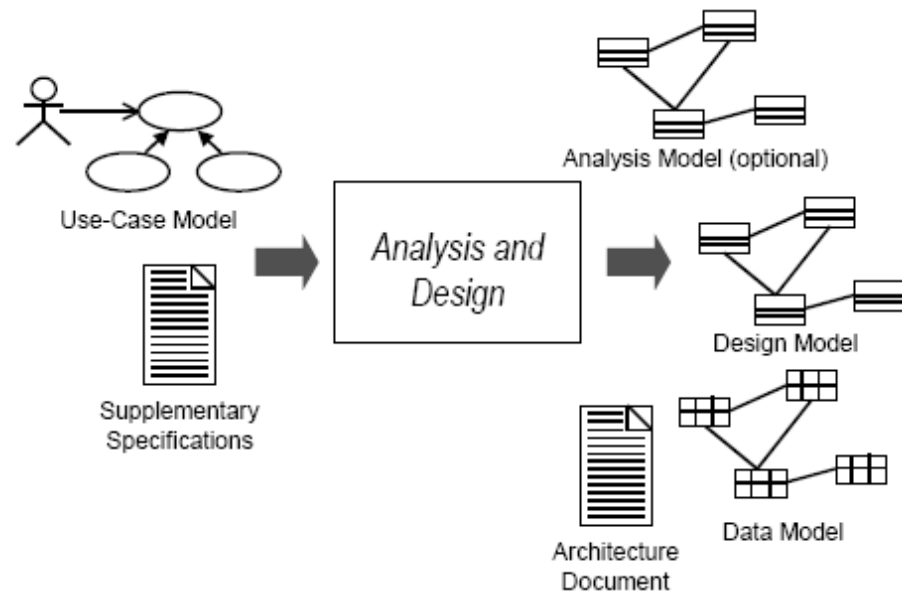 Use-Case Model
Supplementary
Specifications
Analysis and
Design
Analysis Model (optional)
Design Model
Data Model
Architecture
Document